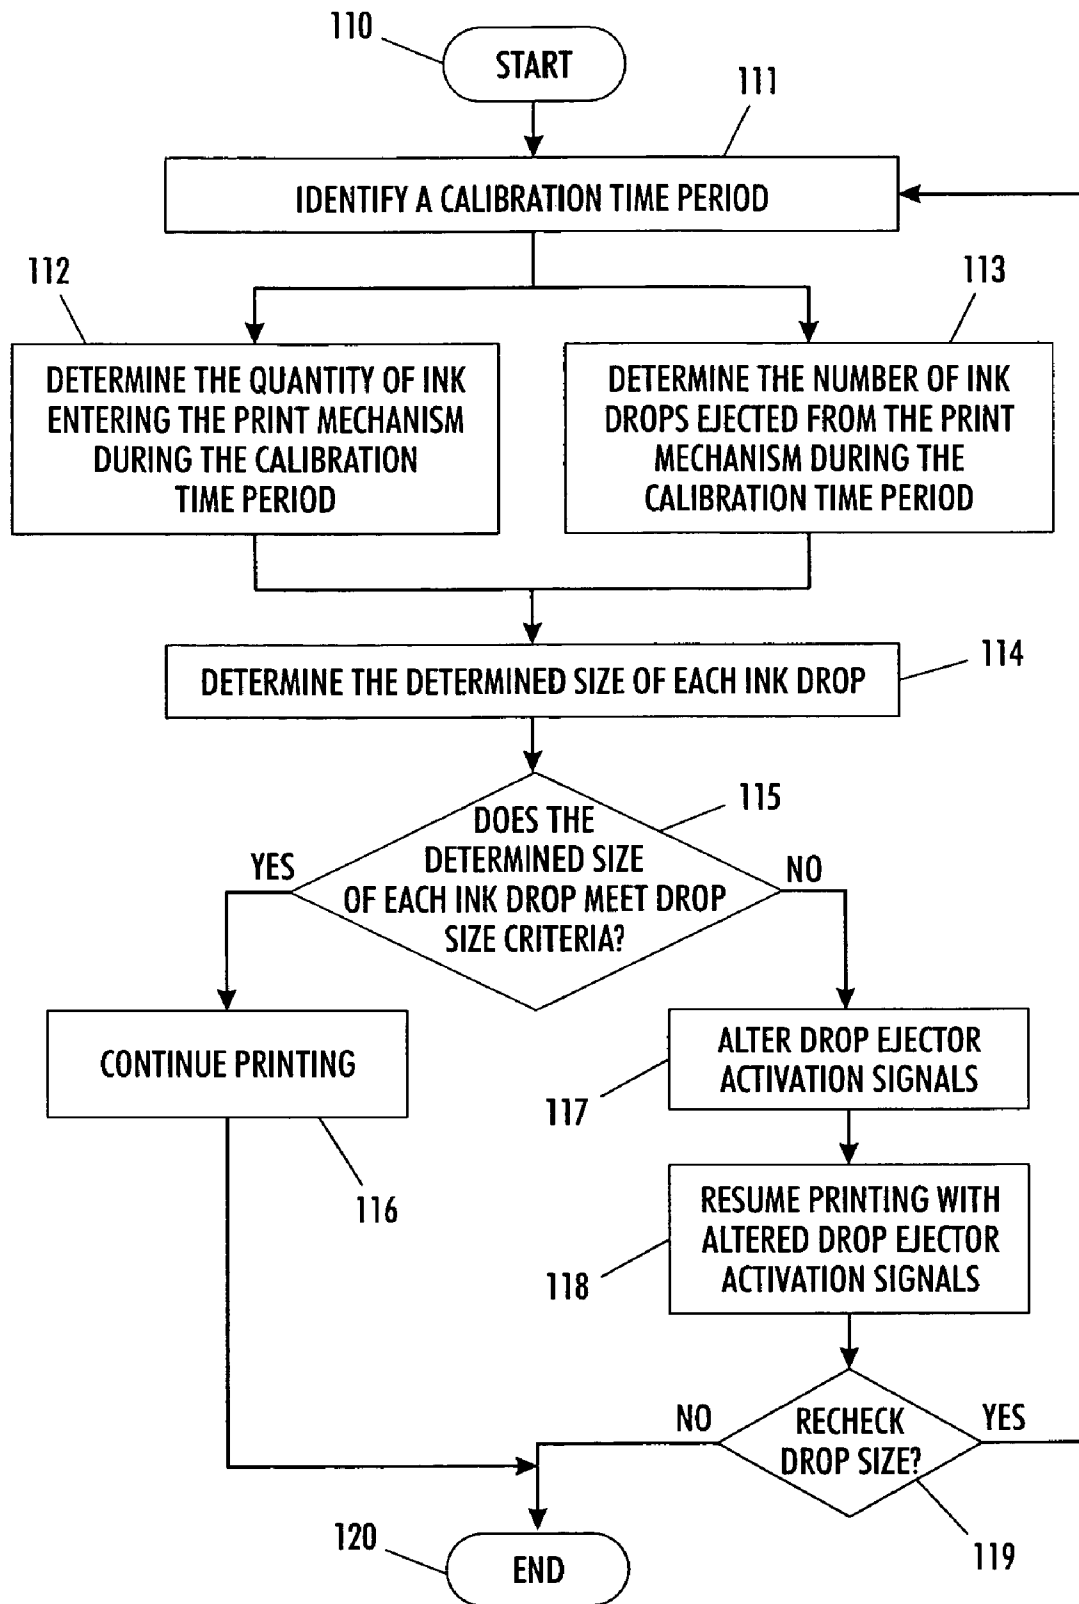 110
START
111
IDENTIFY A CALIBRATION TIME PERIOD
112
113
DETERMINE THE QUANTITY OF INK
ENTERING THE PRINT MECHANISM
DURING THE CALIBRATION
TIME PERIOD
DETERMINE THE NUMBER OF INK
DROPS EJECTED FROM THE PRINT
MECHANISM DURING THE
CALIBRATION TIME PERIOD
DETERMINE THE DETERMINED SIZE OF EACH INK DROP
114
115
DOES THE
DETERMINED SIZE
OF EACH INK DROP MEET DROP
SIZE CRITERIA?
YES
NO
CONTINUE PRINTING
116
ALTER DROP EJECTOR
ACTIVATION SIGNALS
117
RESUME PRINTING WITH
ALTERED DROP EJECTOR
ACTIVATION SIGNALS
118
NO
RECHECK
DROP SIZE?
YES
119
120
END